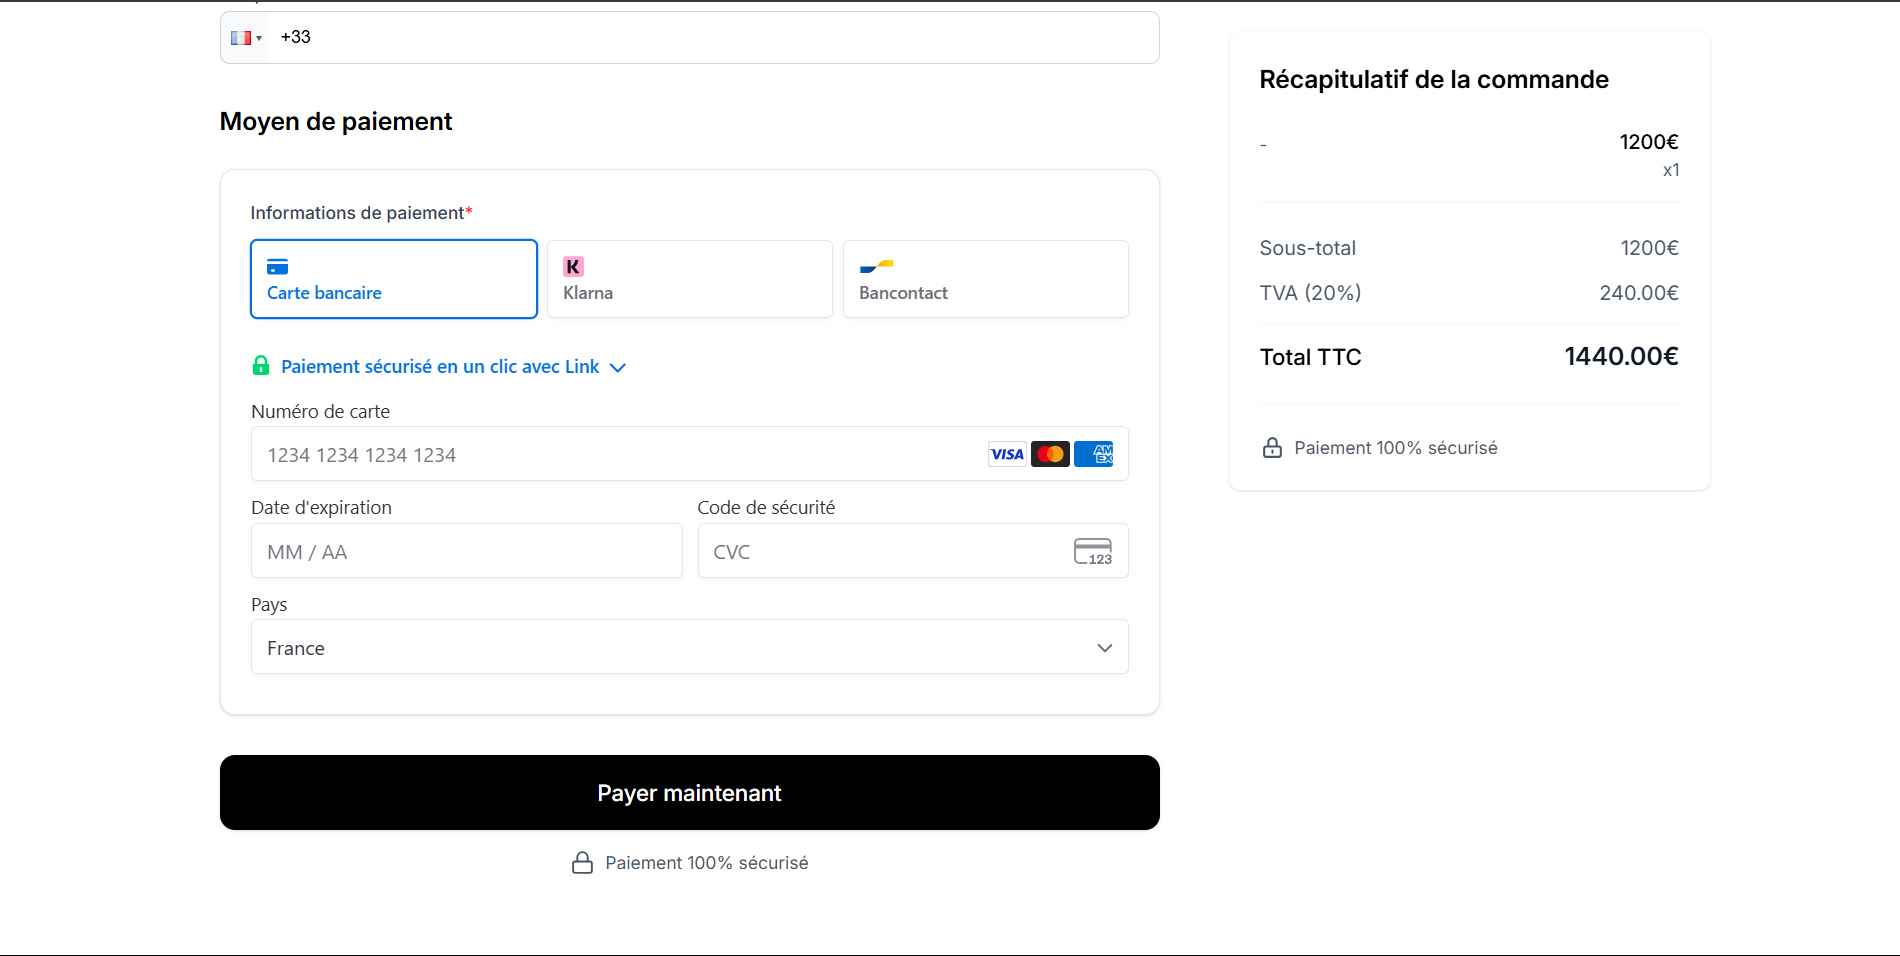 +33
Moyen de paiement
Informations de paiement*
Carte bancaire
K
Klarna
Bancontact
Paiement sécurisé en un clic avec Link
Numéro de carte
1234 1234 1234 1234
VISA
AM
EX
Date d'expiration
MM / AA
Code de sécurité
CVC
123
Pays
France
Payer maintenant
Paiement 100% sécurisé
Récapitulatif de la commande
- 1200€
x1
Sous-total 1200€
TVA (20%) 240.00€
Total TTC 1440.00€
Paiement 100% sécurisé